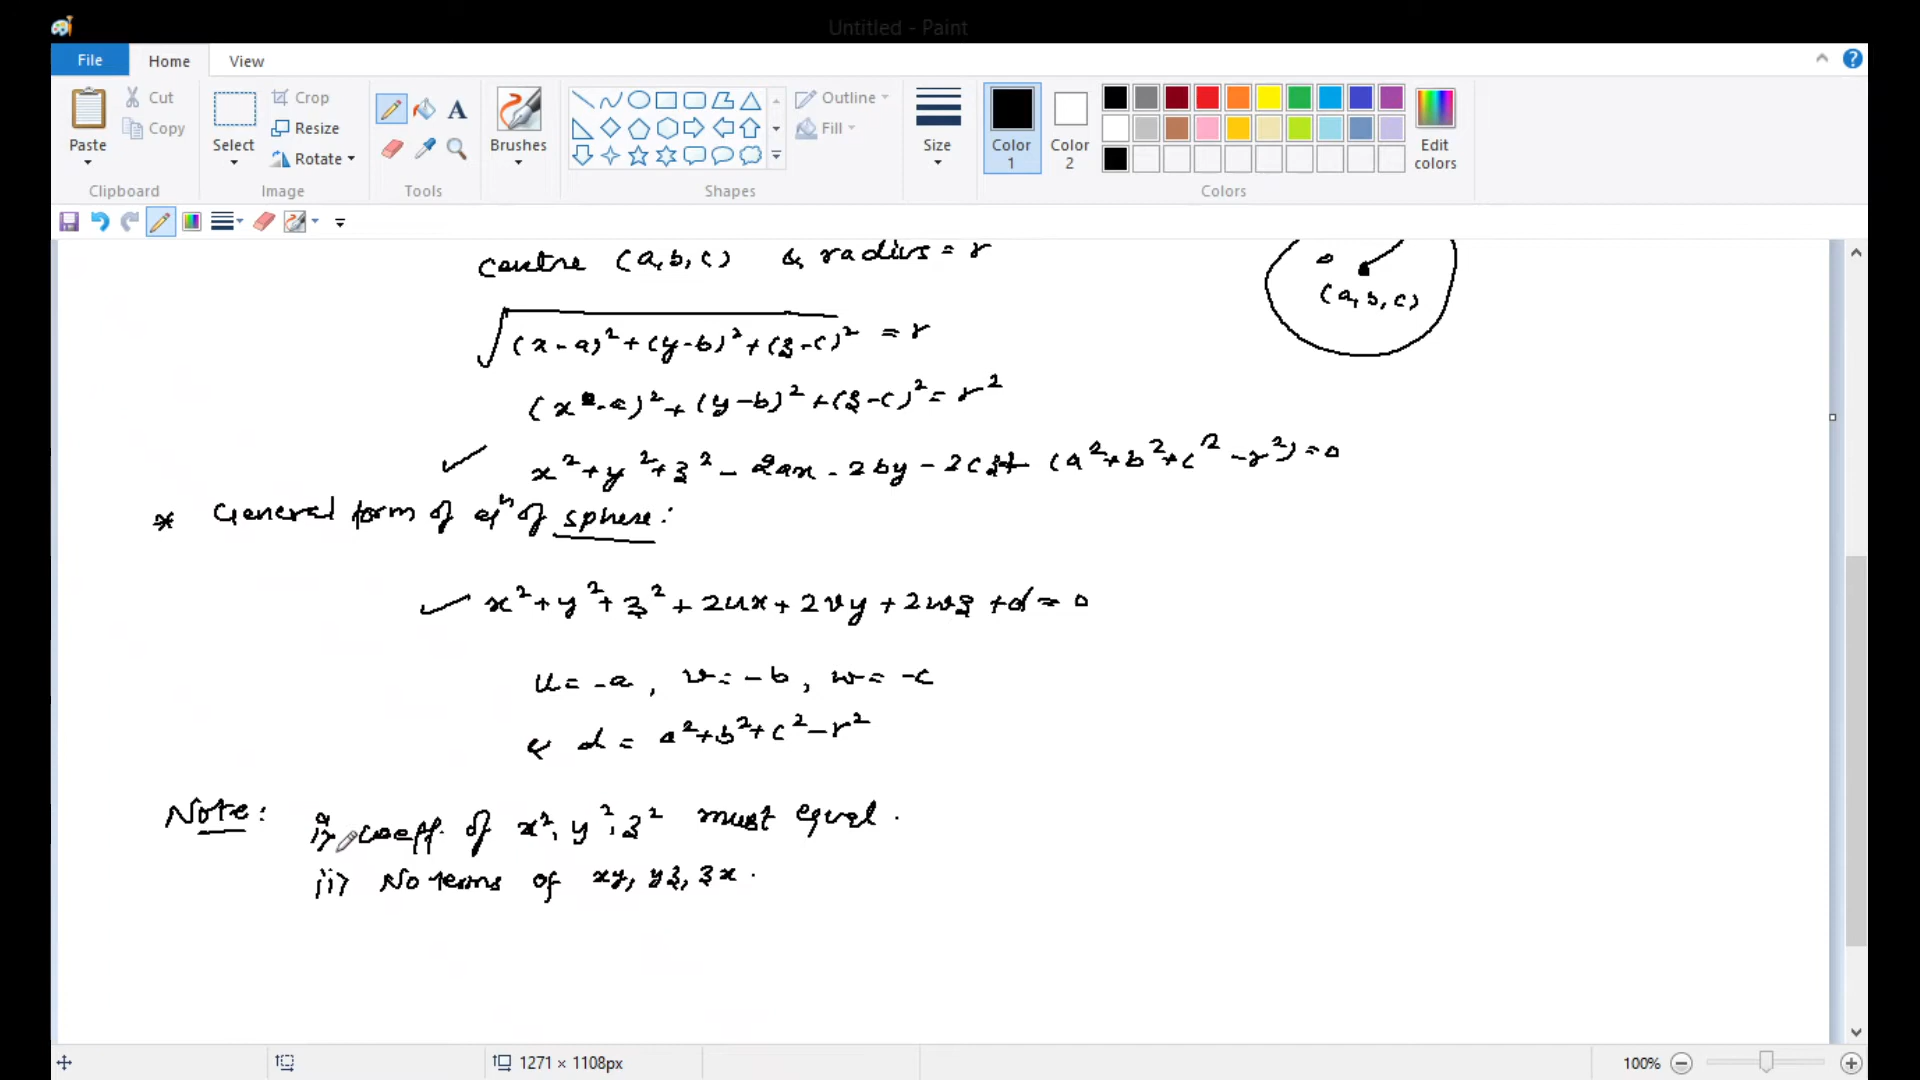 Untitled - Paint
File Home View
Paste Cut Copy Clipboard
Select Crop Resize Rotate Image
Tools
Brushes
Shapes
Outline Fill
Size
Color 1
Color 2
Edit colors
Colors
centre (a,b,c) & radius = r
(a,b,c)
√(x-a)²+(y-b)²+(z-c)² = r
(x-a)²+(y-b)²+(z-c)² = r²
✓ x²+y²+z²-2ax-2by-2cz+(a²+b²+c²-r²)=0
* General form of eqⁿ of sphere:
✓ x²+y²+z²+2ux+2vy+2wz+d=0
u=-a, v=-b, w=-c
& d= a²+b²+c²-r²
Note: i) coeff. of x², y², z² must equal.
ii) No terms of xy, yz, zx.
1271 × 1108px
100%